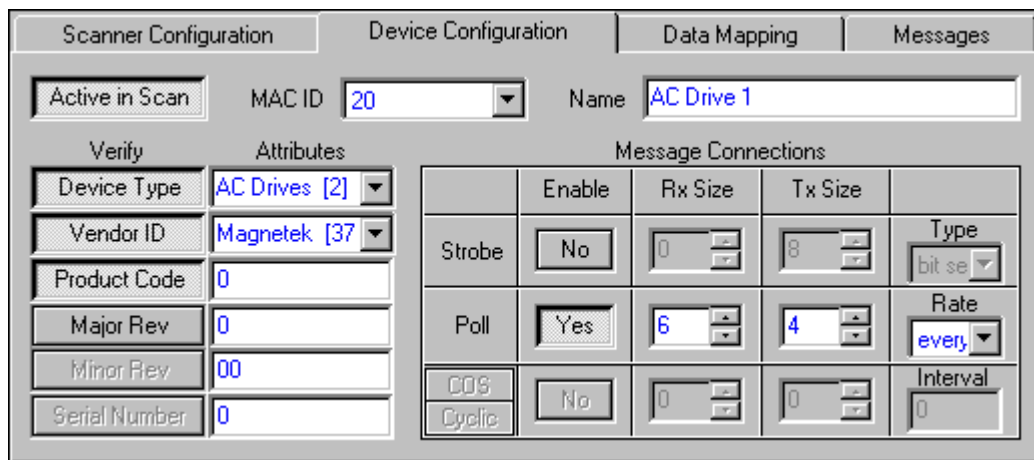 Scanner Configuration Device Configuration Data Mapping Messages
Active in Scan MAC ID 20 Name AC Drive 1
Verify Attributes Message Connections
Device Type AC Drives [2] Enable Rx Size Tx Size
Vendor ID Magnetek [37 Strobe No 0 8 Type bit se
Product Code 0
Major Rev 0 Poll Yes 6 4 Rate every
Minor Rev 00
COS No 0 0 Interval 0
Serial Number 0 Cyclic